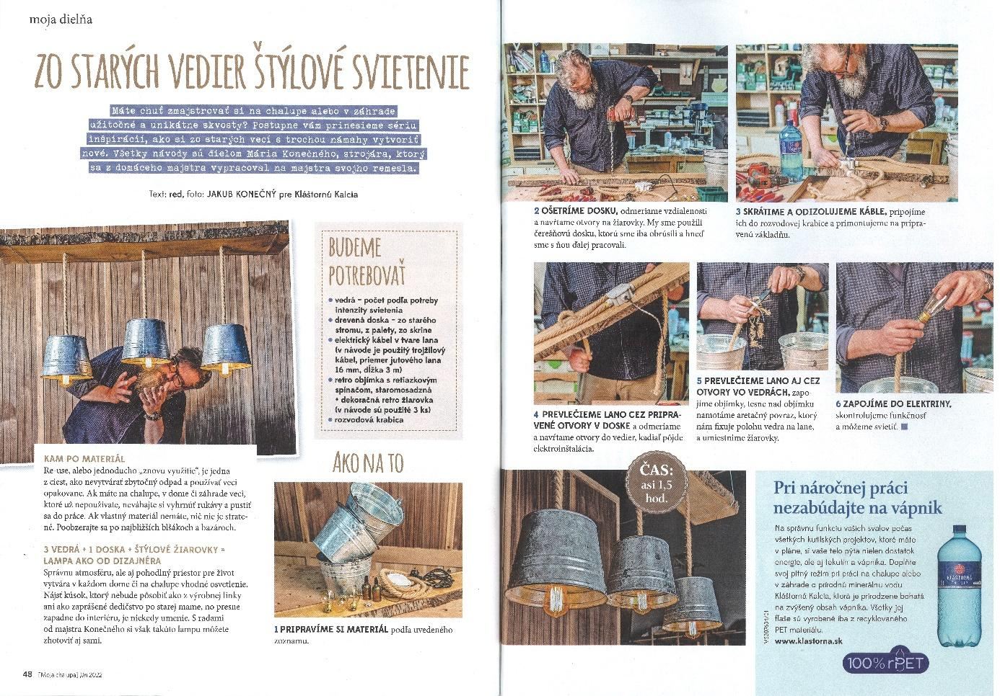 moja dielňa
ZO STARÝCH VEDIER ŠTÝLOVÉ SVIETENIE
Máte chuť zmajstrovať si na chalupe alebo v záhrade
užitočné a unikátne skvosty? Postupne vám prinesieme sériu
inšpirácií, ako si zo starých vecí s trochou námahy vytvoriť
nové. Všetky návody sú dielom Mária Konečného, strojára, ktorý
sa z domáceho majstra vypracoval na majstra svojho remesla.
Text: red, foto: JAKUB KONEČNÝ pre Kláštornú Kalcia
BUDEME
POTREBOVAŤ
• vedrá – počet podľa potreby
intenzity svietenia
• drevená doska – zo starého
stromu, z palety, zo skrine
• elektrický kábel v tvare lana
(v návode je použitý trojžilový
kábel, priemer jutového lana
16 mm, dĺžka 3 m)
• retro objímka s retiazkovým
spínačom, staromosadzná
+ dekoračná retro žiarovka
(v návode sú použité 3 ks)
• rozvodová krabica
KAM PO MATERIÁL
Re-use, alebo jednoducho „znovu využitie", je jedna
z ciest, ako nevytvárať zbytočný odpad a používať veci
opakovane. Ak máte na chalupe, v dome či záhrade veci,
ktoré už nepoužívate, neváhajte si vyhrnúť rukávy a pustiť
sa do práce. Ak vlastný materiál nemáte, nič nie je strate-
né. Poobzerajte sa po najbližších blšákoch a bazároch.
3 VEDRÁ + 1 DOSKA + ŠTÝLOVÉ ŽIAROVKY =
LAMPA AKO OD DIZAJNÉRA
Správnu atmosféru, ale aj pohodlný priestor pre život
vytvára v každom dome či na chalupe vhodné osvetlenie.
Nájsť kúsok, ktorý nebude pôsobiť ako z výrobnej linky
ani ako zaprášené dedičstvo po starej mame, no presne
zapadne do interiéru, je niekedy umenie. S radami
od majstra Konečného si však takúto lampu môžete
zhotoviť aj sami.
AKO NA TO
1 PRIPRAVÍME SI MATERIÁL podľa uvedeného
zoznamu.
48 [Moja chalupa] jún 2022
2 OŠETRÍME DOSKU, odmeriame vzdialenosti
a navŕtame otvory na žiarovky. My sme použili
čerešňovú dosku, ktorú sme iba obrúsili a hneď
sme s ňou ďalej pracovali.
3 SKRÁTIME A ODIZOLUJEME KÁBLE, pripojíme
ich do rozvodovej krabice a primontujeme na pripra-
venú základňu.
4 PREVLEČIEME LANO CEZ PRIPRA-
VENÉ OTVORY V DOSKE a odmeriame
a navŕtame otvory do vedier, kadiaľ pôjde
elektroinštalácia.
5 PREVLEČIEME LANO AJ CEZ
OTVORY VO VEDRÁCH, zapo-
jíme objímky, tesne nad objímku
namotáme aretačný povraz, ktorý
nám fixuje polohu vedra na lane,
a umiestnime žiarovky.
6 ZAPOJÍME DO ELEKTRINY,
skontrolujeme funkčnosť
a môžeme svietiť.
ČAS:
asi 1,5
hod.
Pri náročnej práci
nezabúdajte na vápnik
Na správnu funkciu vašich svalov počas
všetkých kutilských projektov, ktoré máte
v pláne, si vaše telo pýta nielen dostatok
energie, ale aj tekutín a vápnika. Doplňte
svoj pitný režim pri práci na chalupe alebo
v záhrade o prírodnú minerálnu vodu
Kláštorná Kalcia, ktorá je prirodzene bohatá
na zvýšený obsah vápnika. Všetky jej
fľaše sú vyrobené iba z recyklovaného
PET materiálu.
www.klastorna.sk
KLÁŠTORNÁ
100% rPET